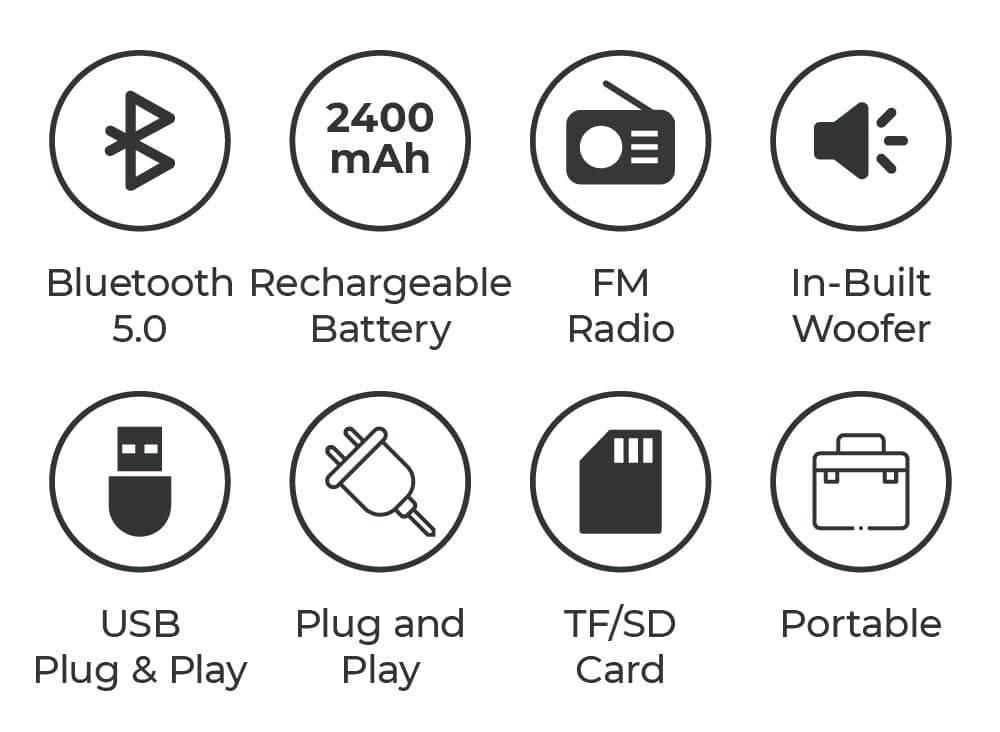 2400
mAh
Bluetooth
5.0
Rechargeable
Battery
FM
Radio
In-Built
Woofer
USB
Plug & Play
Plug and
Play
TF/SD
Card
Portable